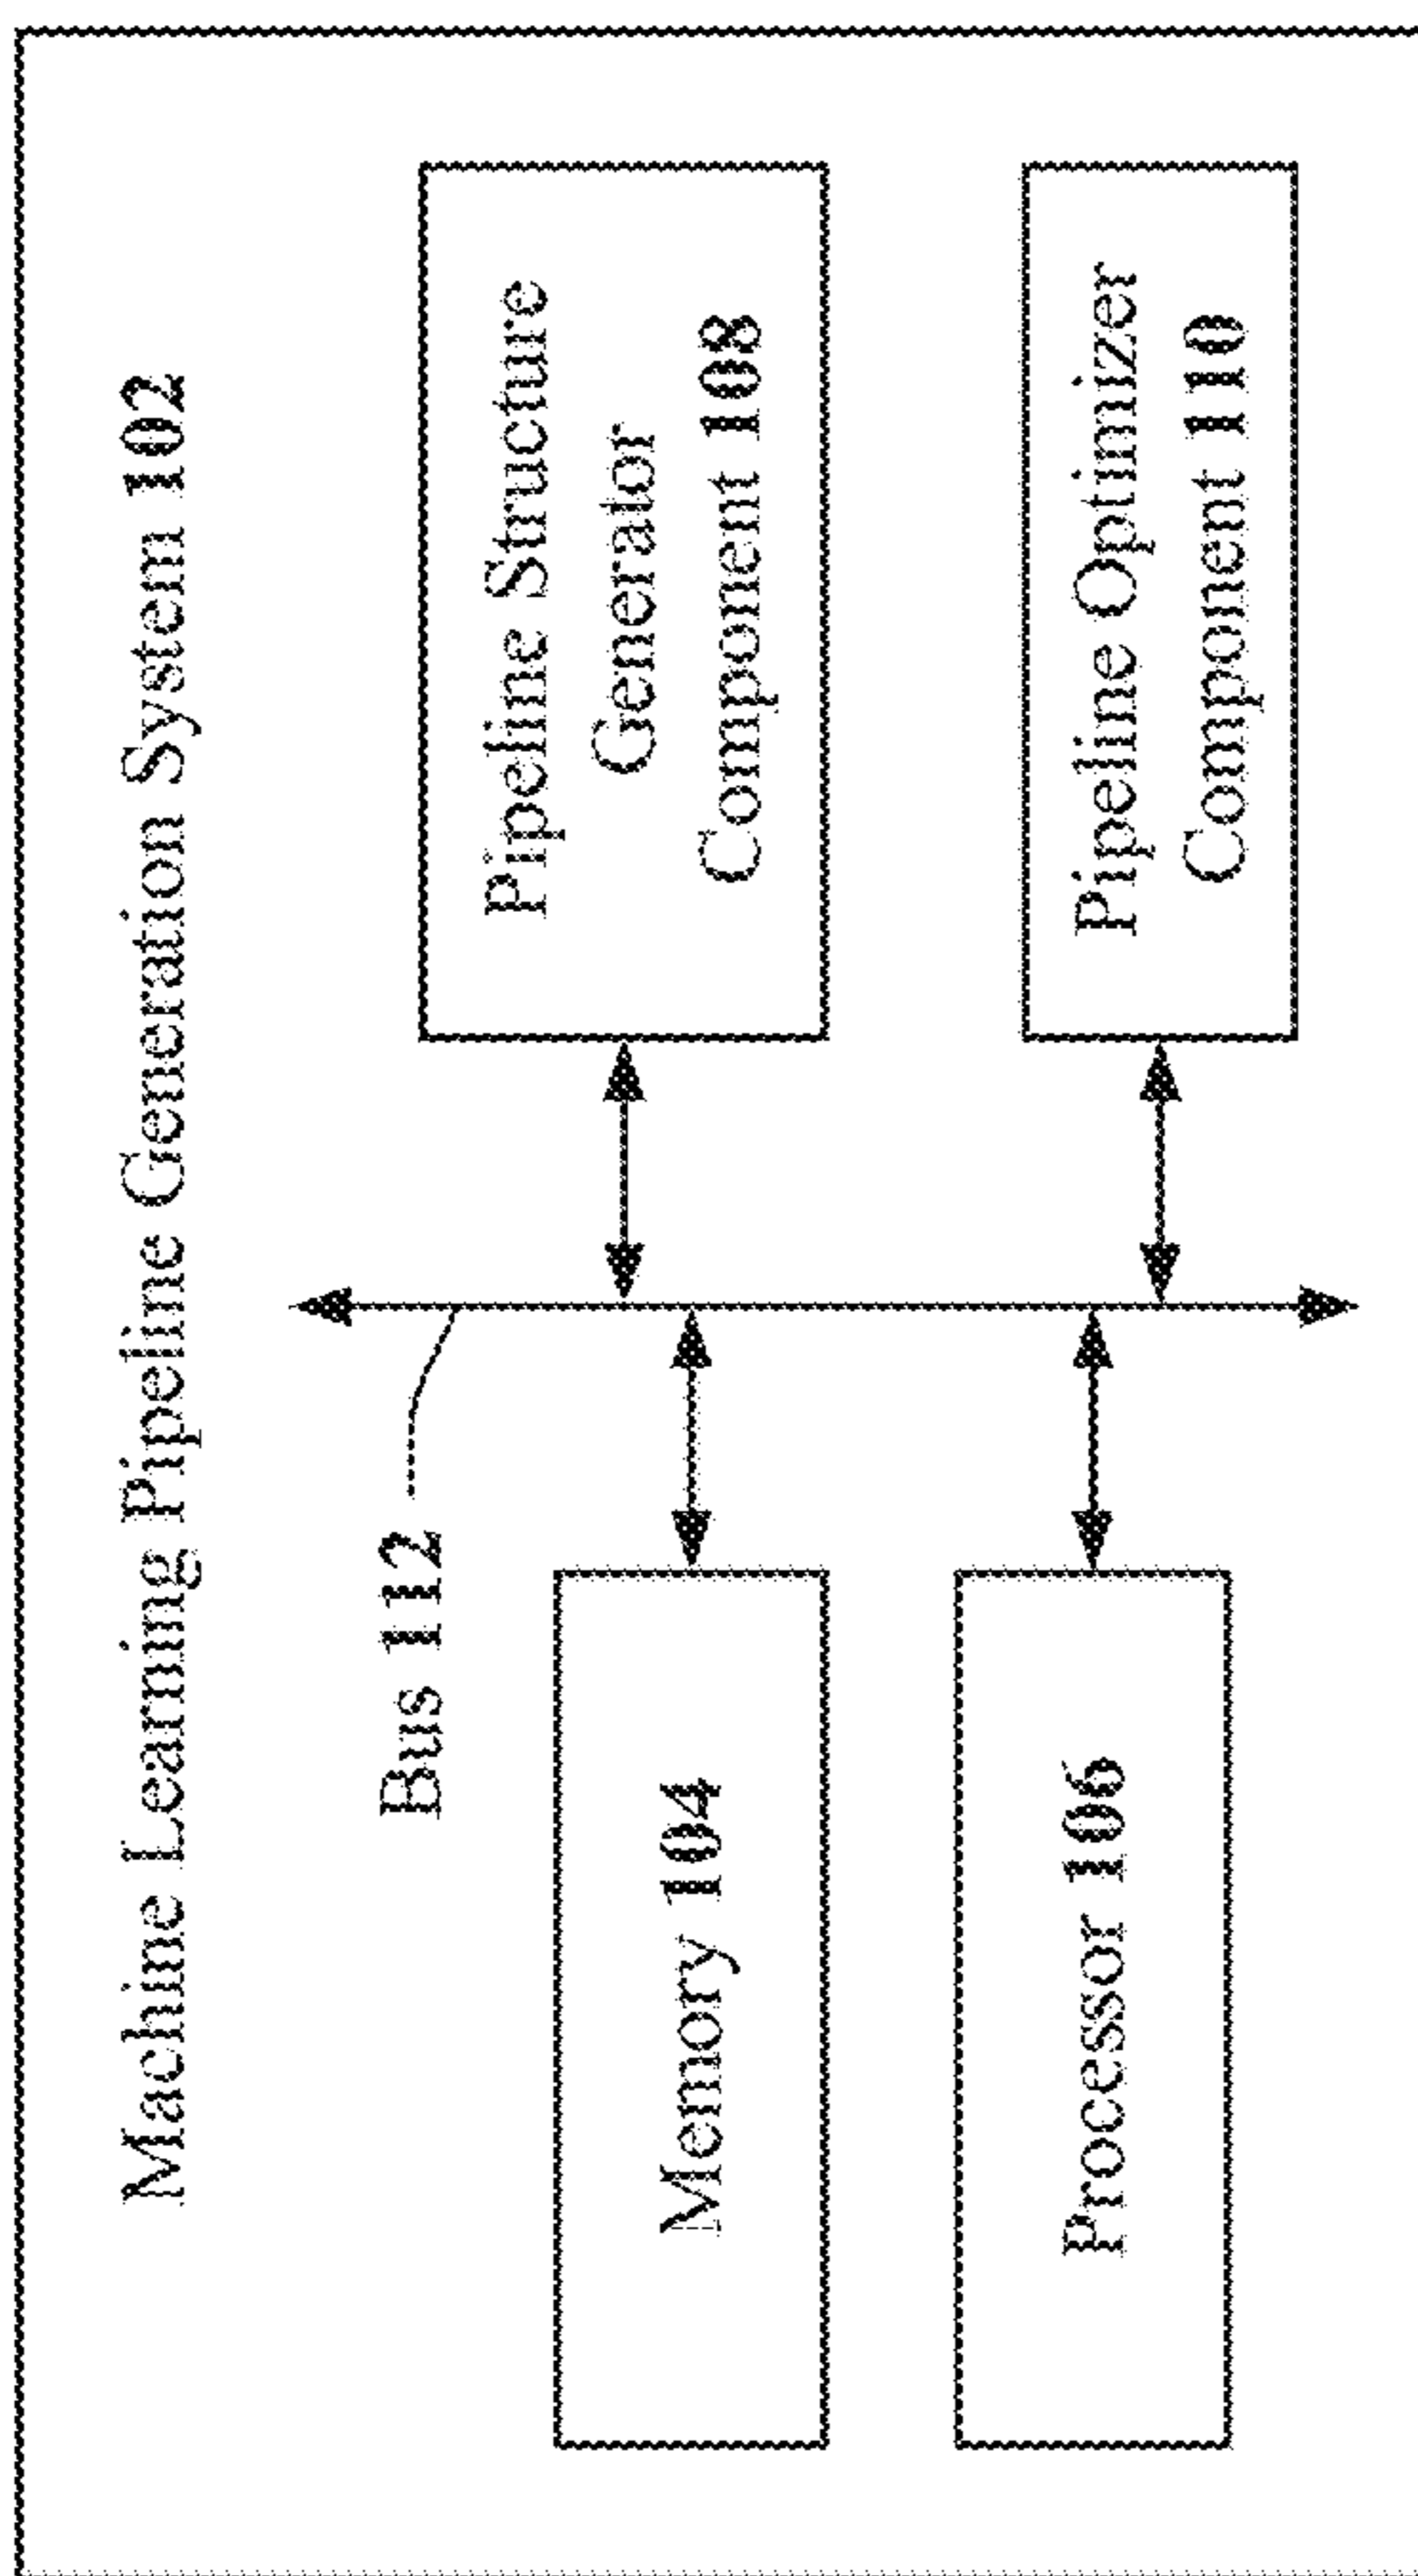 Machine Learning Pipeline Generation System 102
Bus 112
Memory 104
Processor 106
Pipeline Structure
Generator
Component 108
Pipeline Optimizer
Component 110